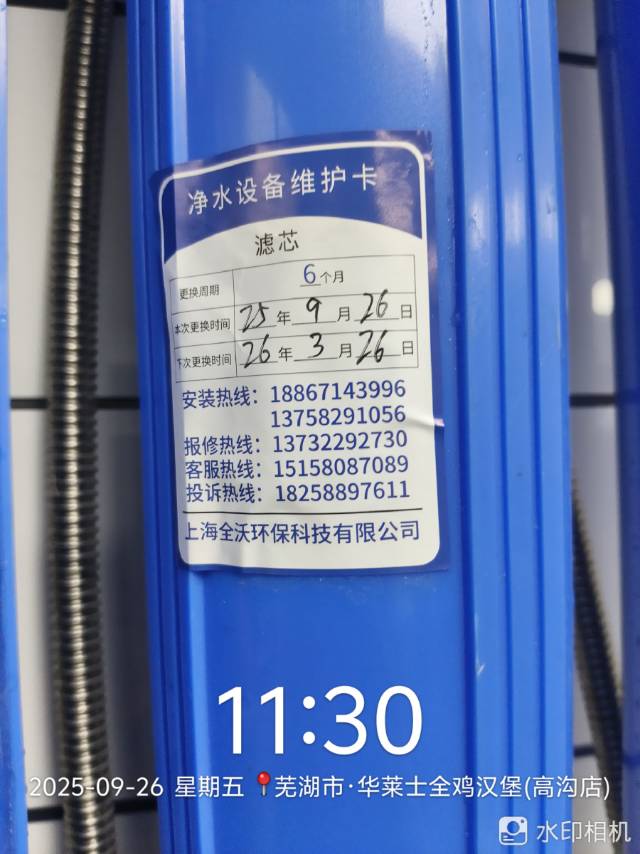 净水设备维护卡
滤芯
更换周期 6个月
本次更换时间 25年9月26日
下次更换时间 26年3月26日
安装热线：18867143996
13758291056
报修热线：13732292730
客服热线：15158087089
投诉热线：18258897611
上海全沃环保科技有限公司
11:30
2025-09-26 星期五 📍芜湖市·华莱士全鸡汉堡(高沟店)
水印相机